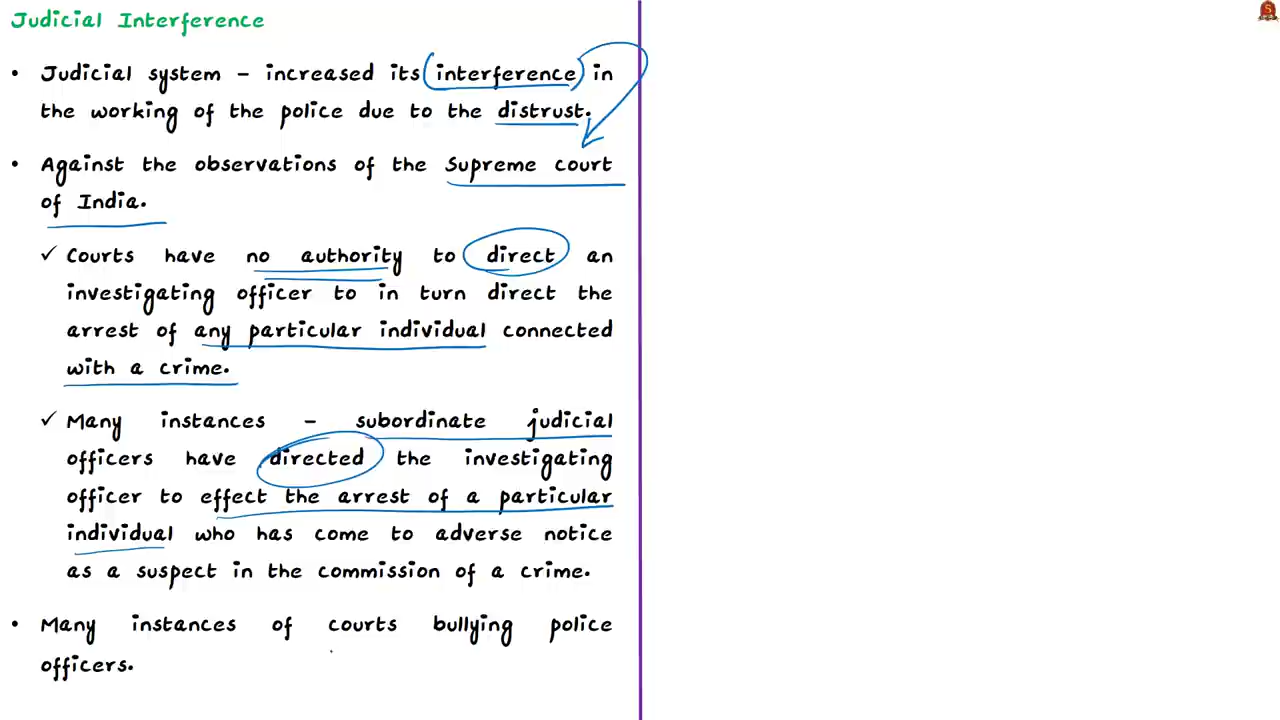 Judicial Interference
• Judicial system – increased its interference in
the working of the police due to the distrust.
• Against the observations of the Supreme court
of India.
✓ Courts have no authority to direct an
investigating officer to in turn direct the
arrest of any particular individual connected
with a crime.
✓ Many instances – subordinate judicial
officers have directed the investigating
officer to effect the arrest of a particular
individual who has come to adverse notice
as a suspect in the commission of a crime.
• Many instances of courts bullying police
officers.